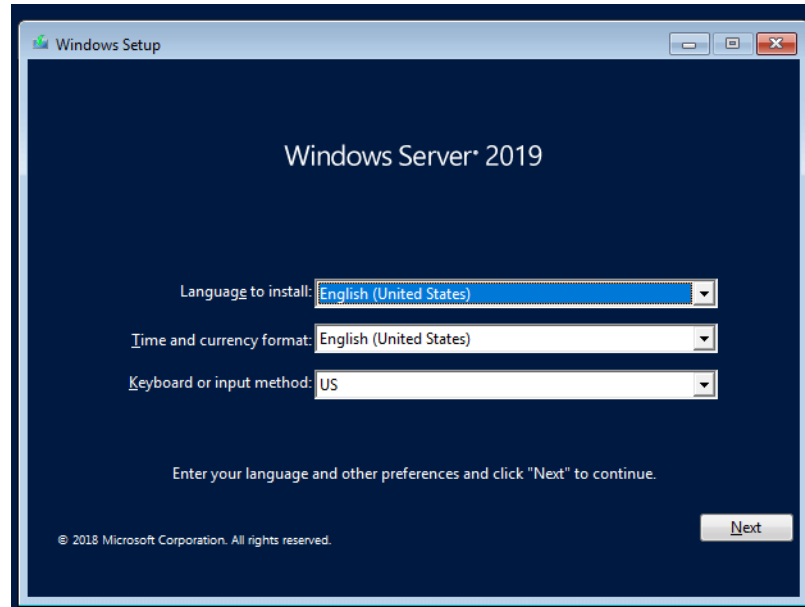 Windows Setup
Windows Server® 2019
Language to install: English (United States)
Time and currency format: English (United States)
Keyboard or input method: US
Enter your language and other preferences and click "Next" to continue.
Next
© 2018 Microsoft Corporation. All rights reserved.